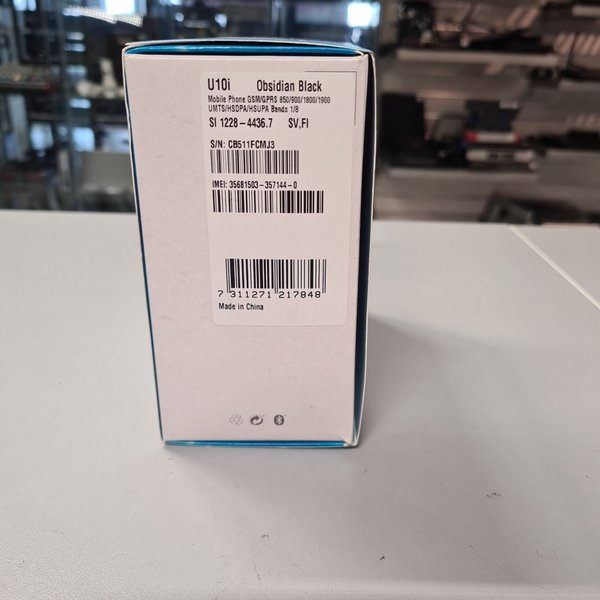 U10i Obsidian Black
Mobile Phone GSM/GPRS 850/900/1800/1900
UMTS/HSDPA/HSUPA Bands 1/8
SI 1228-4436.7 SV,FI
S/N: CB511FCMJ3
IMEI: 35681503-357144-0
7 311271 217848
Made in China